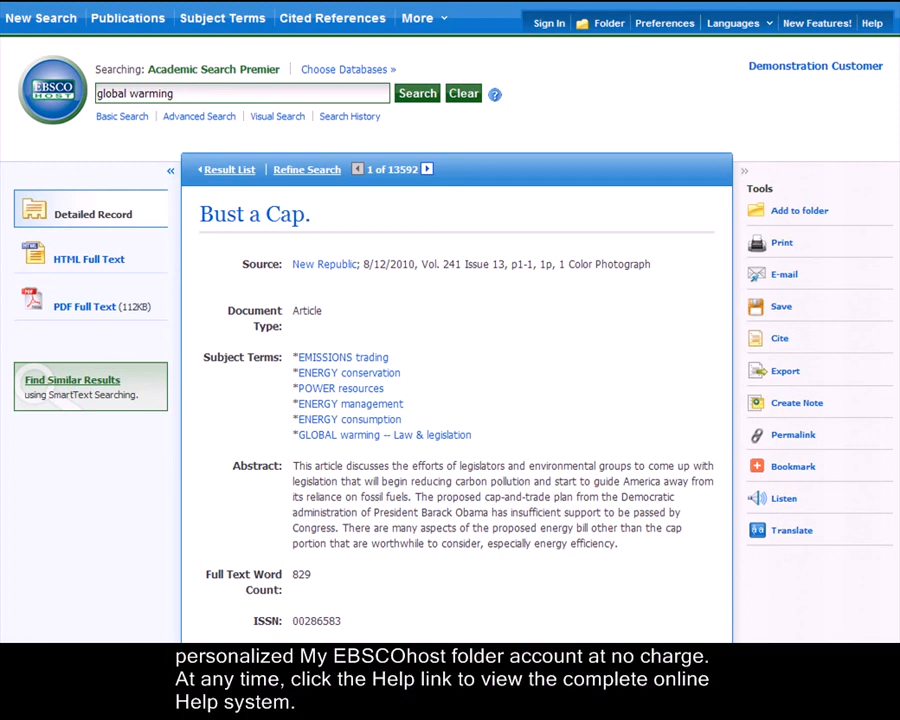 New Search Publications Subject Terms Cited References More
Sign In Folder Preferences Languages New Features! Help
Demonstration Customer
EBSCO HOST
Searching: Academic Search Premier Choose Databases »
global warming Search Clear ?
Basic Search Advanced Search Visual Search Search History
«
Detailed Record
HTML Full Text
PDF Full Text (112KB)
Find Similar Results
using SmartText Searching.
Result List Refine Search 1 of 13592
Bust a Cap.
Source: New Republic; 8/12/2010, Vol. 241 Issue 13, p1-1, 1p, 1 Color Photograph
Document Type: Article
Subject Terms: *EMISSIONS trading
*ENERGY conservation
*POWER resources
*ENERGY management
*ENERGY consumption
*GLOBAL warming -- Law & legislation
Abstract: This article discusses the efforts of legislators and environmental groups to come up with
legislation that will begin reducing carbon pollution and start to guide America away from
its reliance on fossil fuels. The proposed cap-and-trade plan from the Democratic
administration of President Barack Obama has insufficient support to be passed by
Congress. There are many aspects of the proposed energy bill other than the cap
portion that are worthwhile to consider, especially energy efficiency.
Full Text Word Count: 829
ISSN: 00286583
»
Tools
Add to folder
Print
E-mail
Save
Cite
Export
Create Note
Permalink
Bookmark
Listen
Translate
personalized My EBSCOhost folder account at no charge.
At any time, click the Help link to view the complete online
Help system.